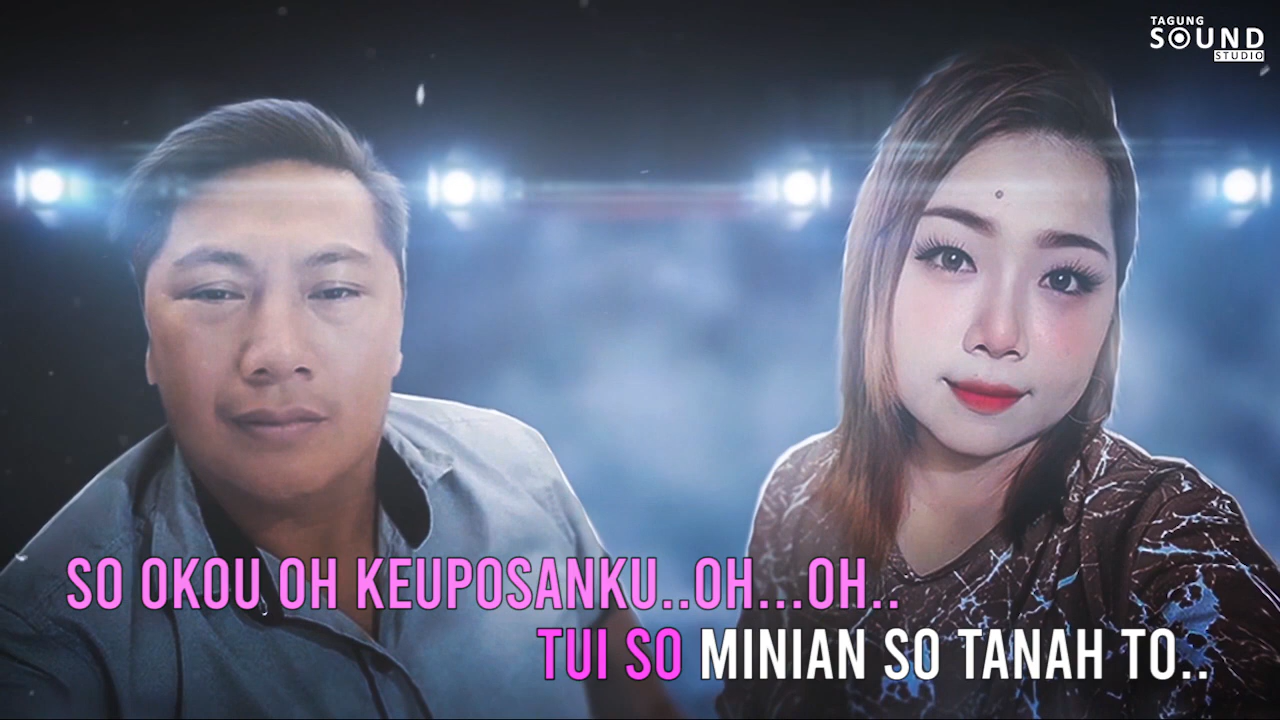 TAGUNG
SOUND
STUDIO
SO OKOU OH KEUPOSANKU..OH...OH..
TUI SO MINIAN SO TANAH TO..